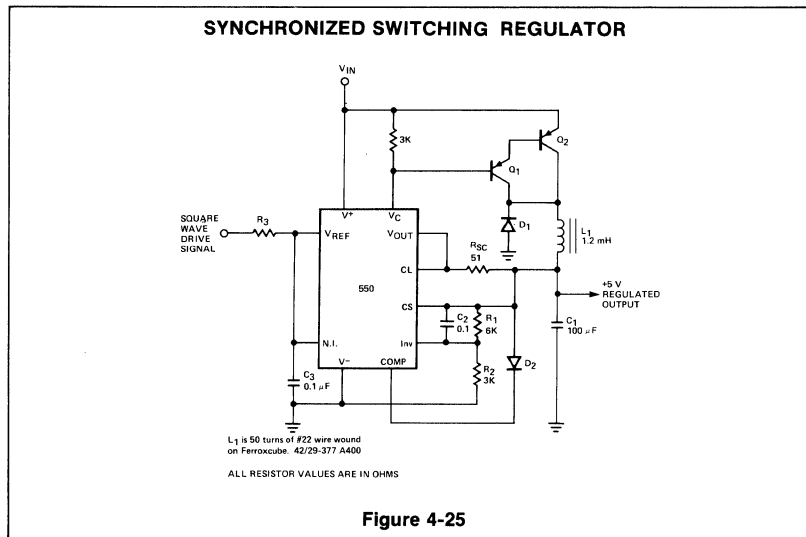 SYNCHRONIZED SWITCHING REGULATOR
VIN
3K
Q2
Q1
V+
VC
SQUARE
WAVE
DRIVE
SIGNAL
R3
VREF
VOUT
D1
L1
1.2 mH
RSC
51
CL
550
+5 V
REGULATED
OUTPUT
CS
C2
0.1
R1
6K
C1
100 μF
N.I.
Inv
V−
COMP
R2
3K
D2
C3
0.1 μF
L1 is 50 turns of #22 wire wound
on Ferroxcube. 42/29-377 A400
ALL RESISTOR VALUES ARE IN OHMS
Figure 4-25